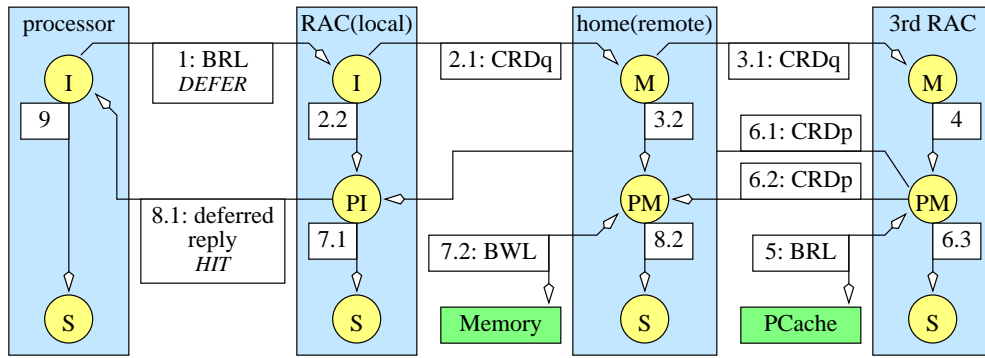 processor
RAC(local)
home(remote)
3rd RAC
1: BRL
DEFER
2.1: CRDq
3.1: CRDq
I
I
M
M
9
2.2
3.2
4
6.1: CRDp
6.2: CRDp
PI
PM
PM
8.1: deferred
reply
HIT
7.1
7.2: BWL
8.2
5: BRL
6.3
S
S
Memory
S
PCache
S